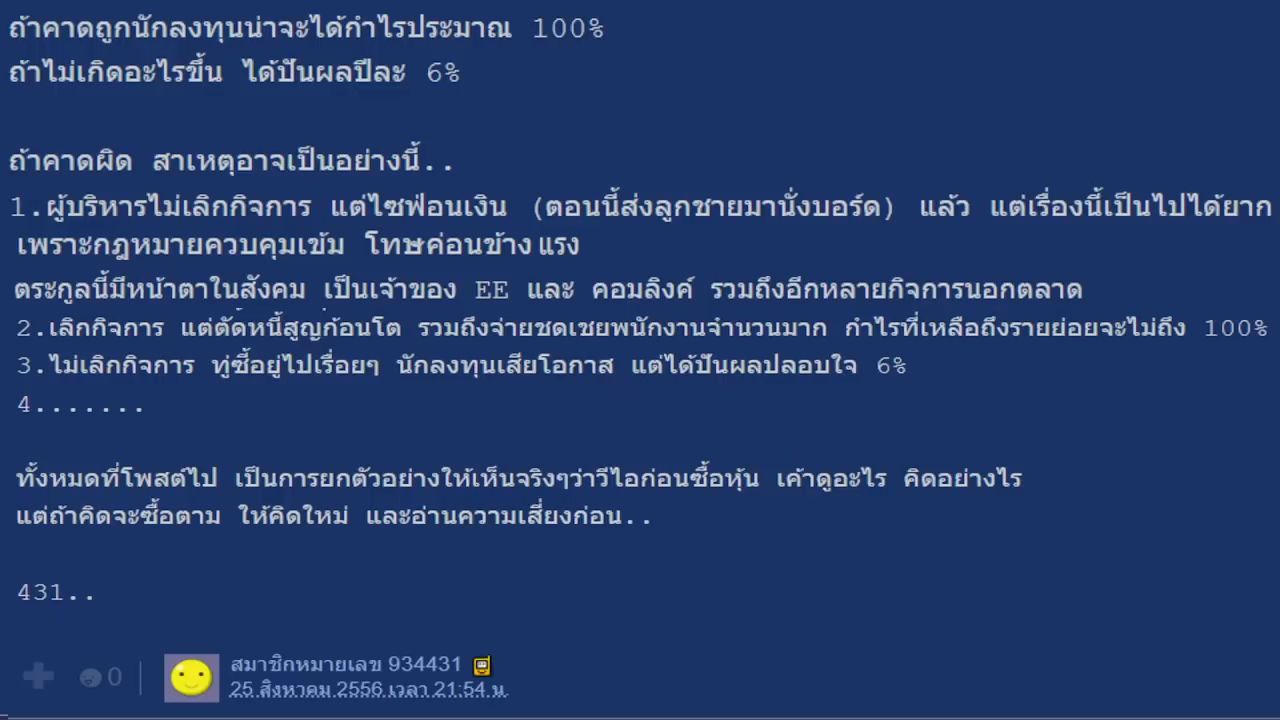 ถ้าคาดถูกนักลงทุนน่าจะได้กำไรประมาณ 100%
ถ้าไม่เกิดอะไรขึ้น ได้ปันผลปีละ 6%
ถ้าคาดผิด สาเหตุอาจเป็นอย่างนี้..
1.ผู้บริหารไม่เลิกกิจการ แต่ไซฟ่อนเงิน (ตอนนี้ส่งลูกชายมานั่งบอร์ด) แล้ว แต่เรื่องนี้เป็นไปได้ยาก
เพราะกฎหมายควบคุมเข้ม โทษค่อนข้างแรง
ตระกูลนี้มีหน้าตาในสังคม เป็นเจ้าของ EE และ คอมลิงค์ รวมถึงอีกหลายกิจการนอกตลาด
2.เลิกกิจการ แต่ตัดหนี้สูญก้อนโต รวมถึงจ่ายชดเชยพนักงานจำนวนมาก กำไรที่เหลือถึงรายย่อยจะไม่ถึง 100%
3.ไม่เลิกกิจการ ทู่ซี้อยู่ไปเรื่อยๆ นักลงทุนเสียโอกาส แต่ได้ปันผลปลอบใจ 6%
4.......
ทั้งหมดที่โพสต์ไป เป็นการยกตัวอย่างให้เห็นจริงๆว่าวีไอก่อนซื้อหุ้น เค้าดูอะไร คิดอย่างไร
แต่ถ้าคิดจะซื้อตาม ให้คิดใหม่ และอ่านความเสี่ยงก่อน..
431..
0
สมาชิกหมายเลข 934431
25 สิงหาคม 2556 เวลา 21:54 น.